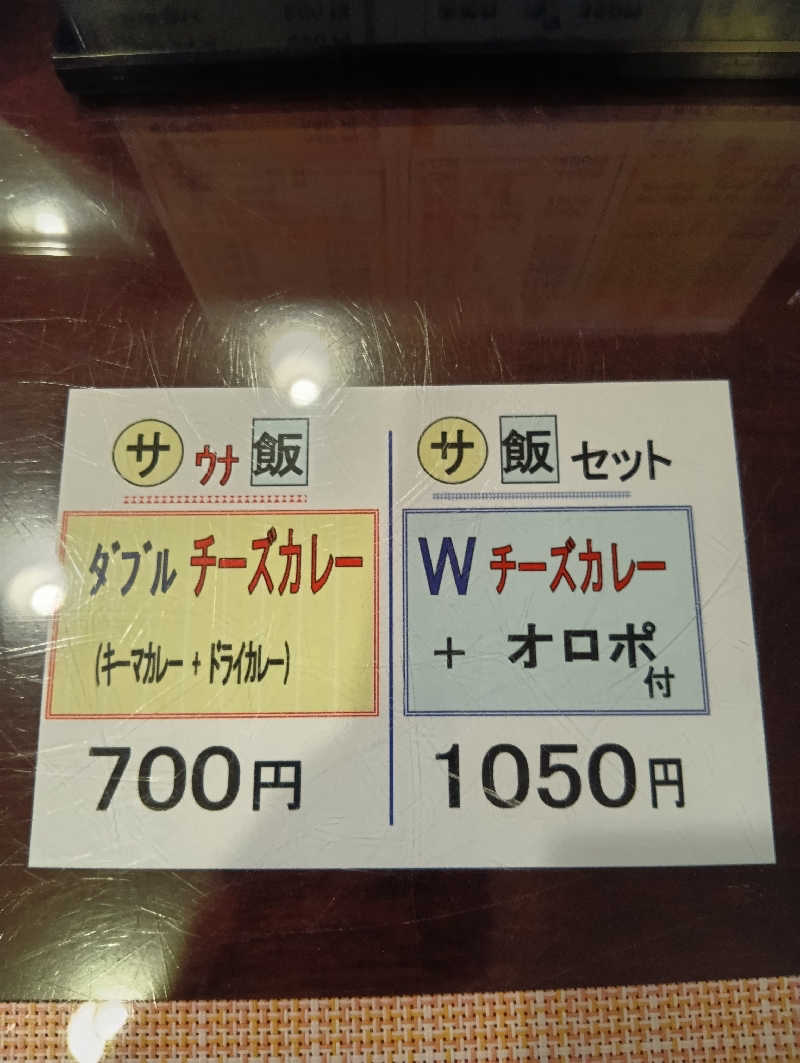 サウナ飯
ダブルチーズカレー
(キーマカレー + ドライカレー)
700円
サ飯セット
Wチーズカレー
+ オロポ付
1050円